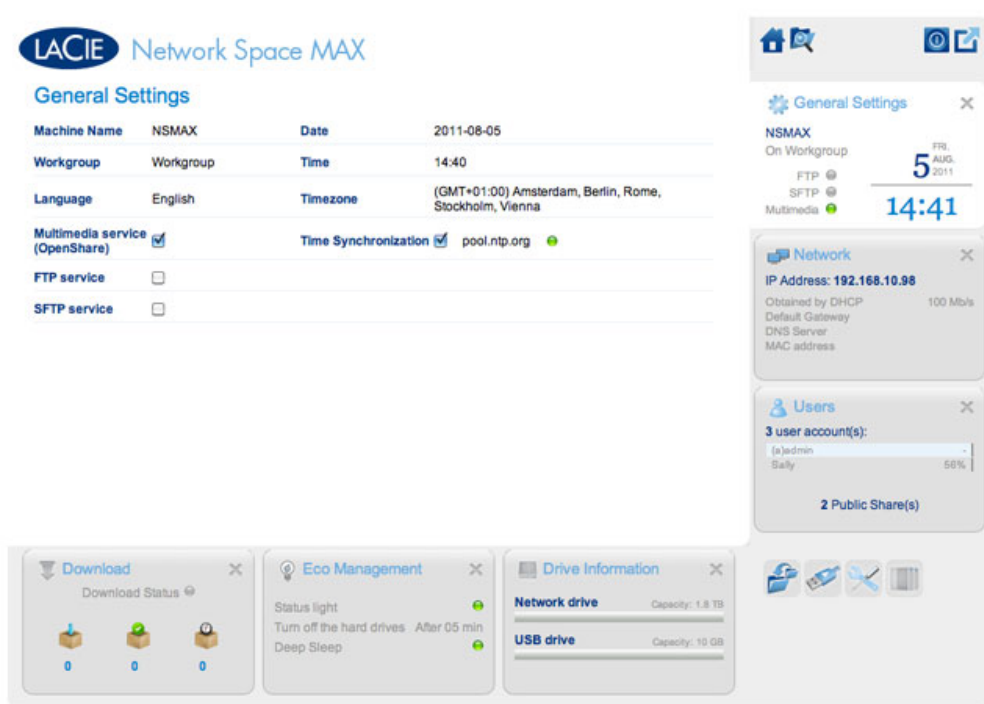 LACIE Network Space MAX
General Settings
Machine Name NSMAX Date 2011-08-05
Workgroup Workgroup Time 14:40
Language English Timezone (GMT+01:00) Amsterdam, Berlin, Rome,
Stockholm, Vienna
Multimedia service
(OpenShare)
Time Synchronization pool.ntp.org
FTP service
SFTP service
General Settings
NSMAX
On Workgroup
FTP
SFTP
Multimedia
5
FRI.
AUG.
2011
14:41
Network
IP Address: 192.168.10.98
Obtained by DHCP 100 Mb/s
Default Gateway
DNS Server
MAC address
Users
3 user account(s):
(a)admin -
Sally 56%
2 Public Share(s)
Download
Download Status
0 0 0
Eco Management
Status light
Turn off the hard drives After 05 min
Deep Sleep
Drive Information
Network drive Capacity: 1.8 TB
USB drive Capacity: 10 GB